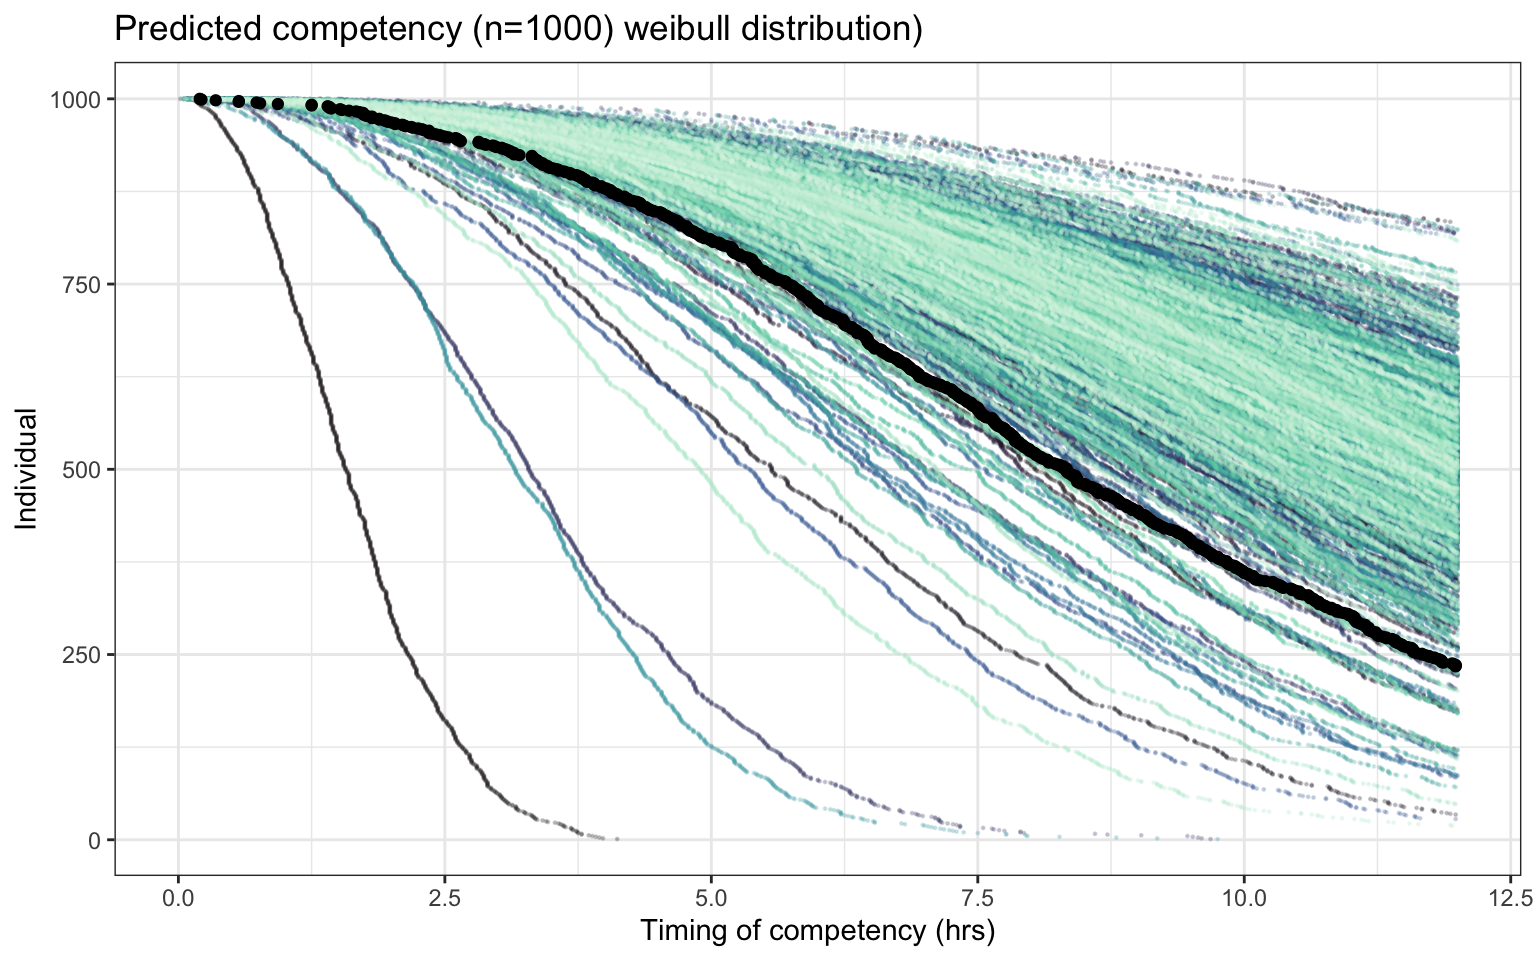 Predicted competency (n=1000) weibull distribution)
1000
750
500
250
0
Individual
0.0 2.5 5.0 7.5 10.0 12.5
Timing of competency (hrs)